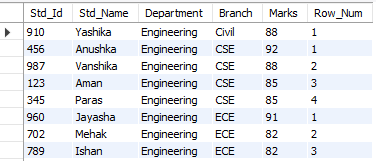 Std_Id Std_Name Department Branch Marks Row_Num
910 Yashika Engineering Civil 88 1
456 Anushka Engineering CSE 92 1
987 Vanshika Engineering CSE 88 2
123 Aman Engineering CSE 85 3
345 Paras Engineering CSE 85 4
960 Jayasha Engineering ECE 91 1
702 Mehak Engineering ECE 82 2
789 Ishan Engineering ECE 82 3